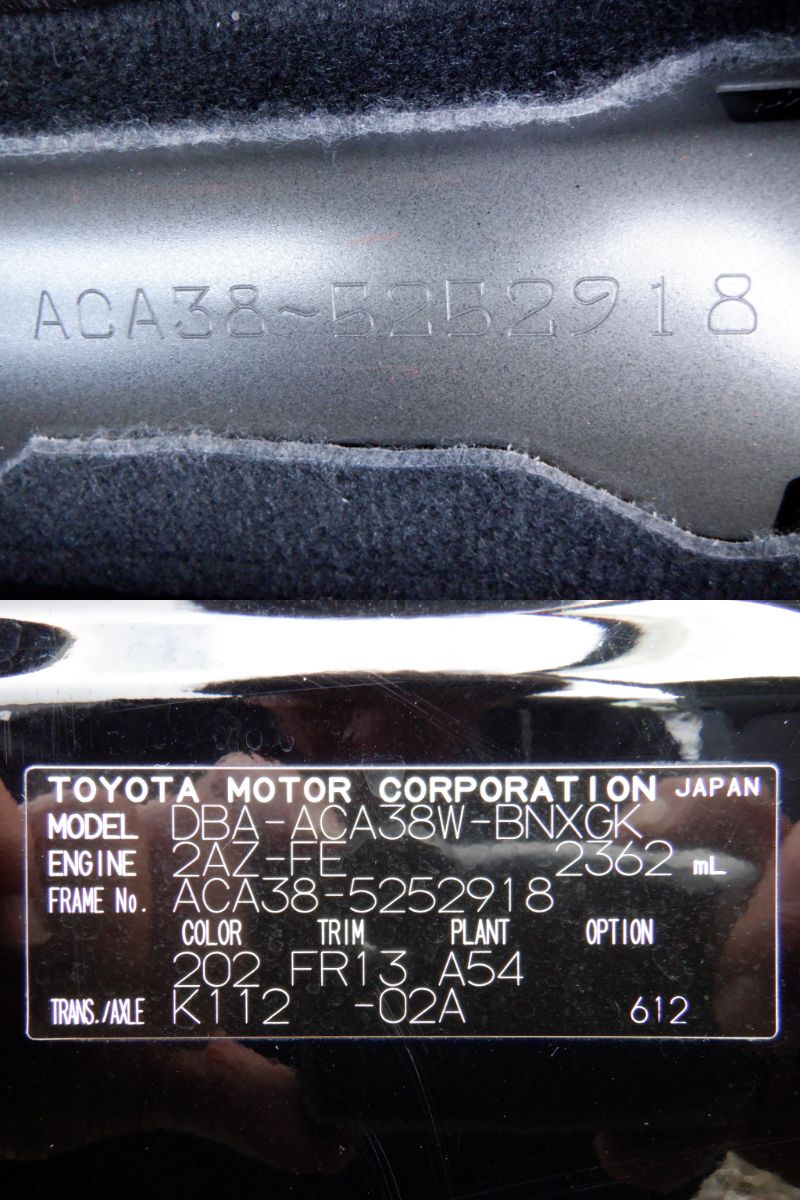 ACA38~5252918
TOYOTA MOTOR CORPORATION JAPAN
MODEL DBA-ACA38W-BNXGK
ENGINE 2AZ-FE 2362 mL
FRAME No. ACA38-5252918
COLOR TRIM PLANT OPTION
202 FR13 A54
TRANS./AXLE K112 -02A 612